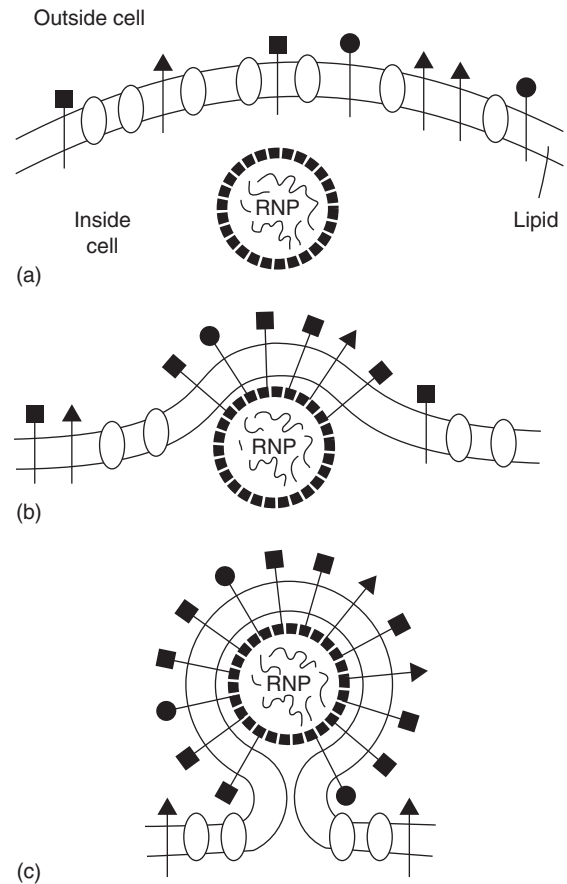 Outside cell
RNP
Inside
cell
Lipid
(a)
RNP
(b)
RNP
(c)